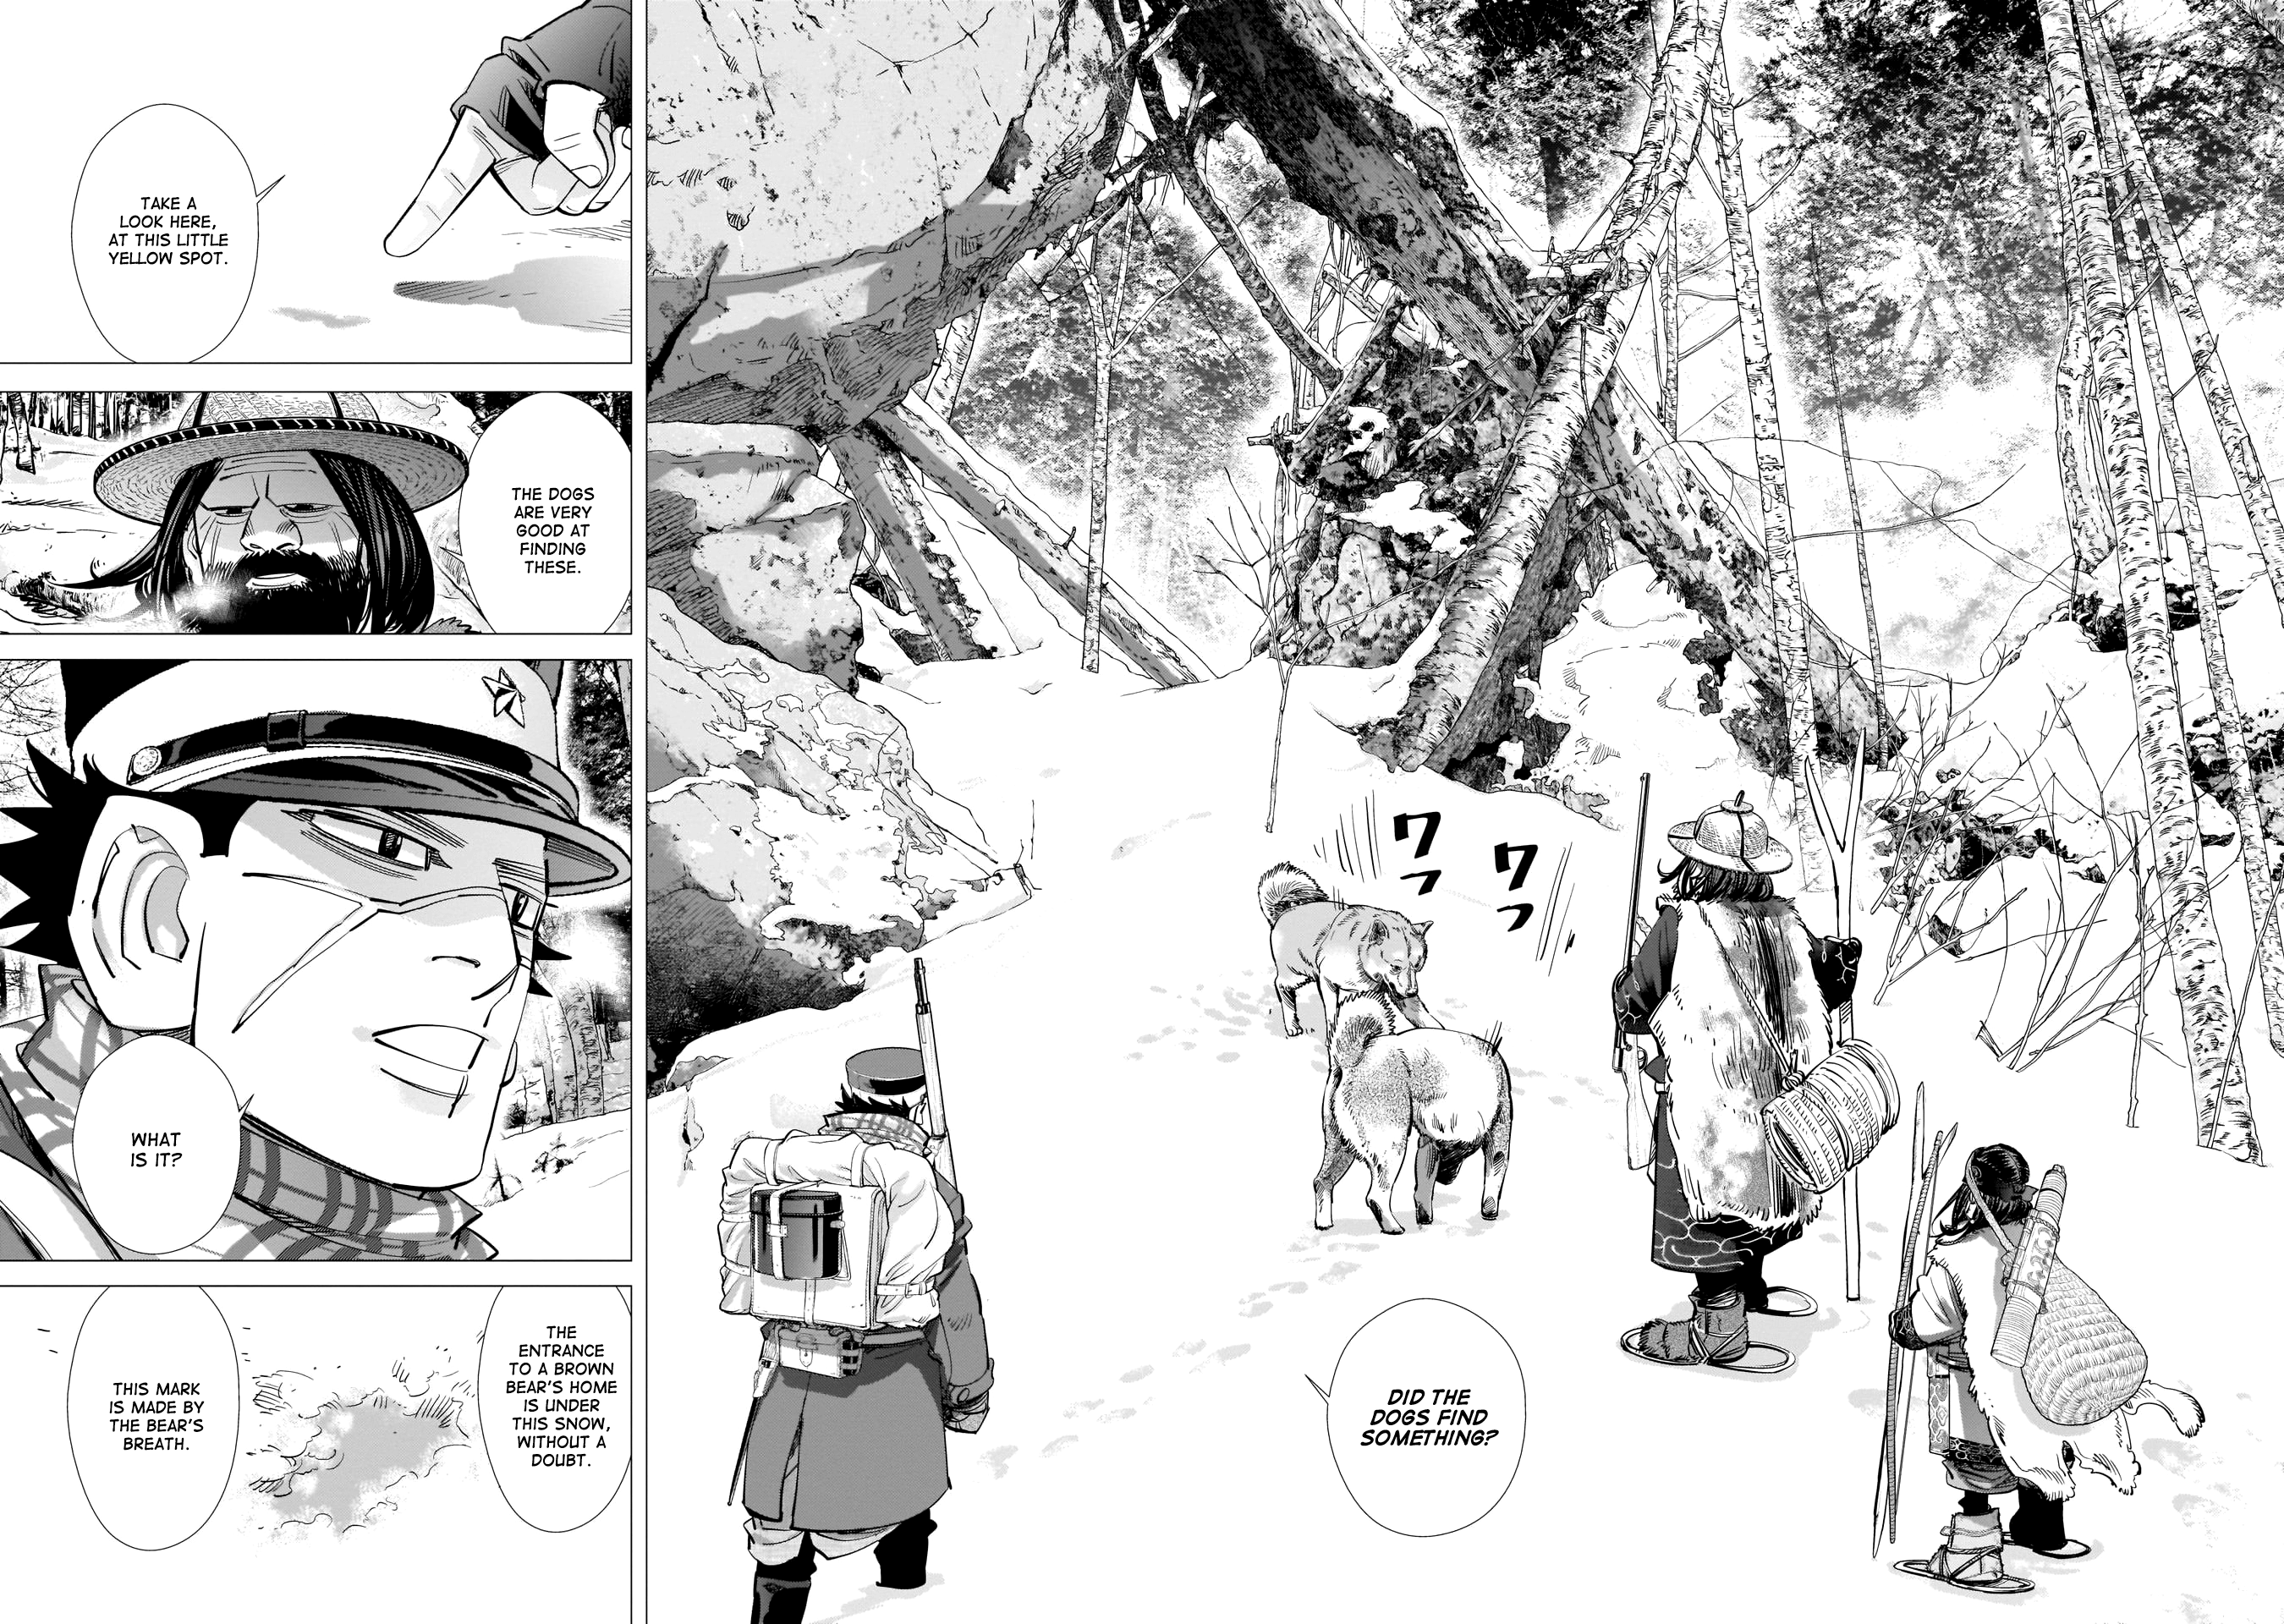 ワッ
ワッ
DID THE
DOGS FIND
SOMETHING?
TAKE A
LOOK HERE,
AT THIS LITTLE
YELLOW SPOT.
THE DOGS
ARE VERY
GOOD AT
FINDING
THESE.
WHAT
IS IT?
THE
ENTRANCE
TO A BROWN
BEAR'S HOME
IS UNDER
THIS SNOW,
WITHOUT A
DOUBT.
THIS MARK
IS MADE BY
THE BEAR'S
BREATH.